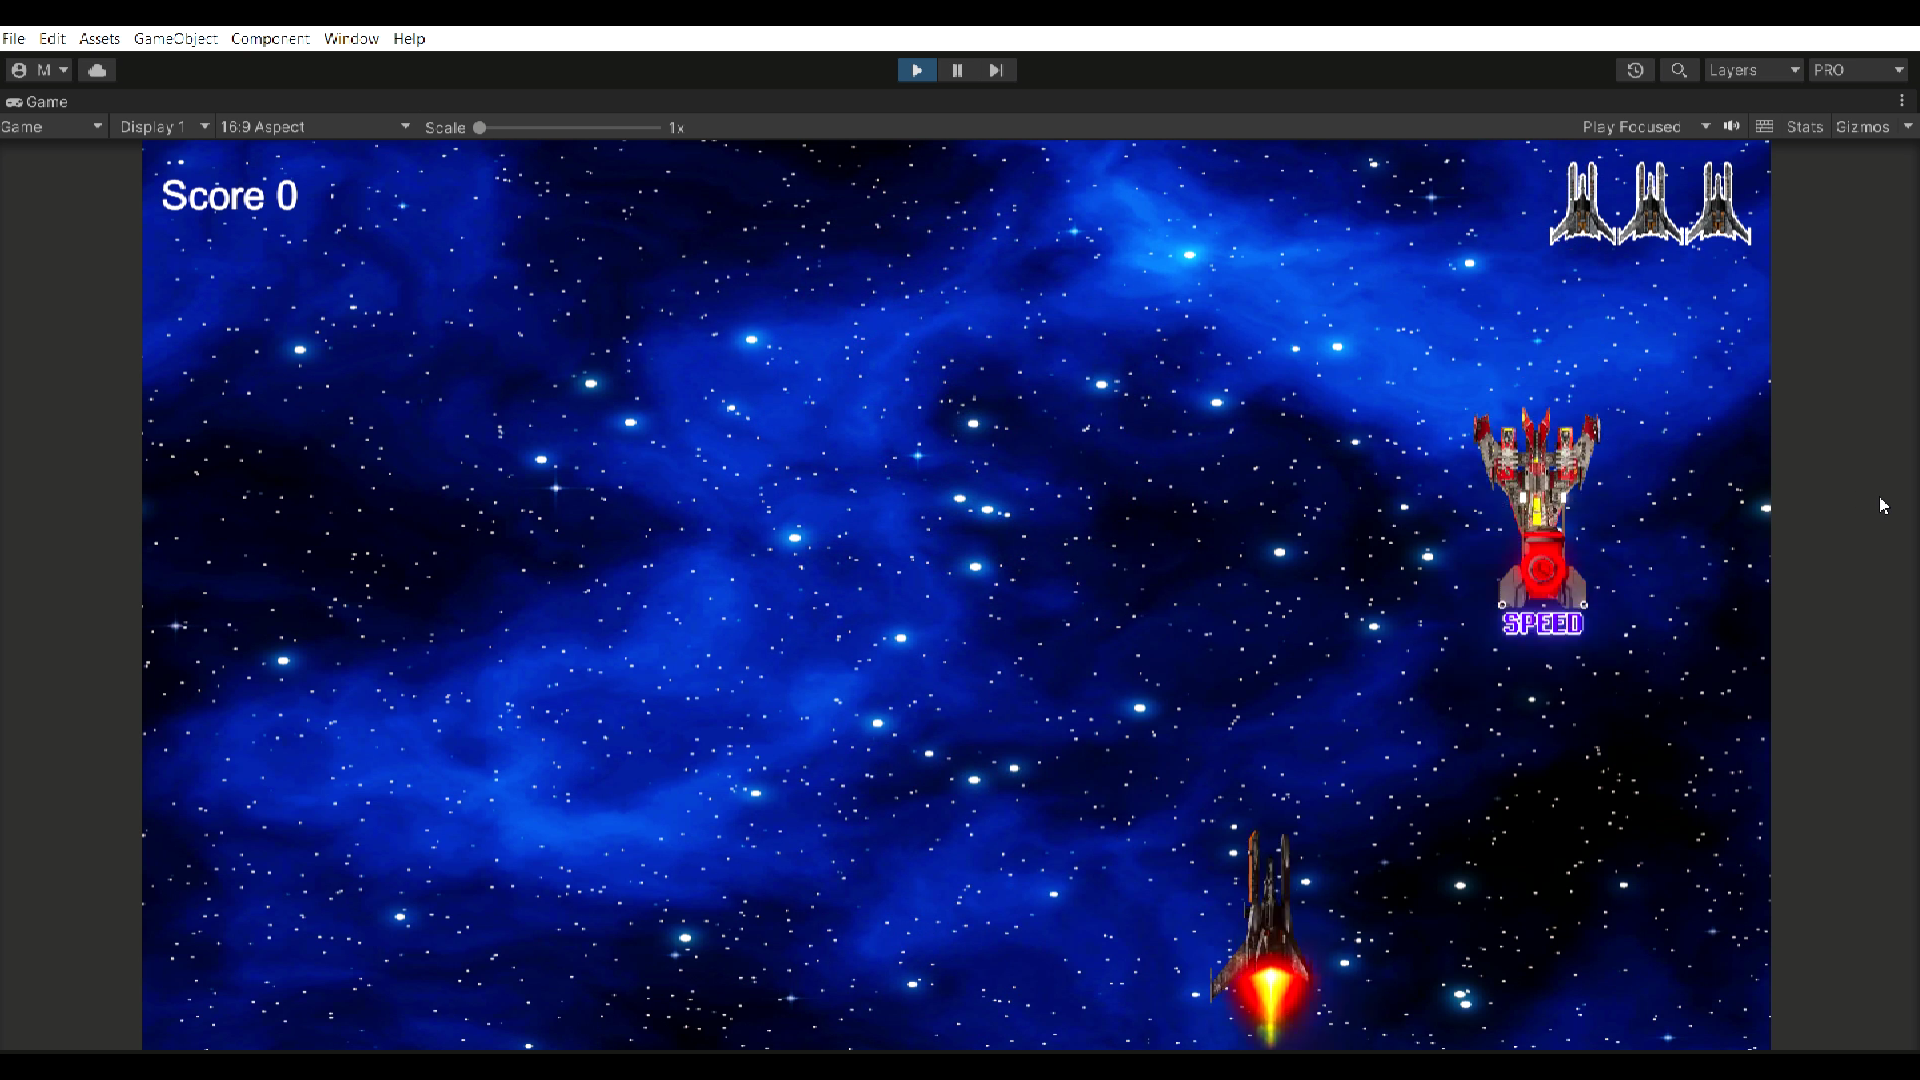 File Edit Assets GameObject Component Window Help
M Layers PRO
Game
Game Display 1 16:9 Aspect Scale 1x Play Focused Stats Gizmos
Score 0
SPEED